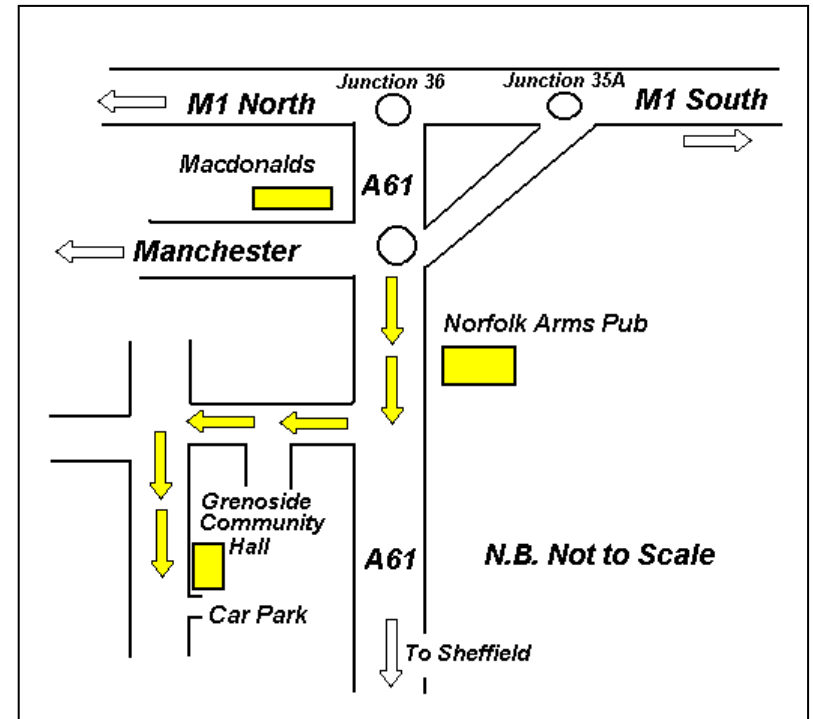 Junction 36
Junction 35A
M1 North
M1 South
Macdonalds
A61
Manchester
Norfolk Arms Pub
Grenoside
Community
Hall
A61
N.B. Not to Scale
Car Park
To Sheffield